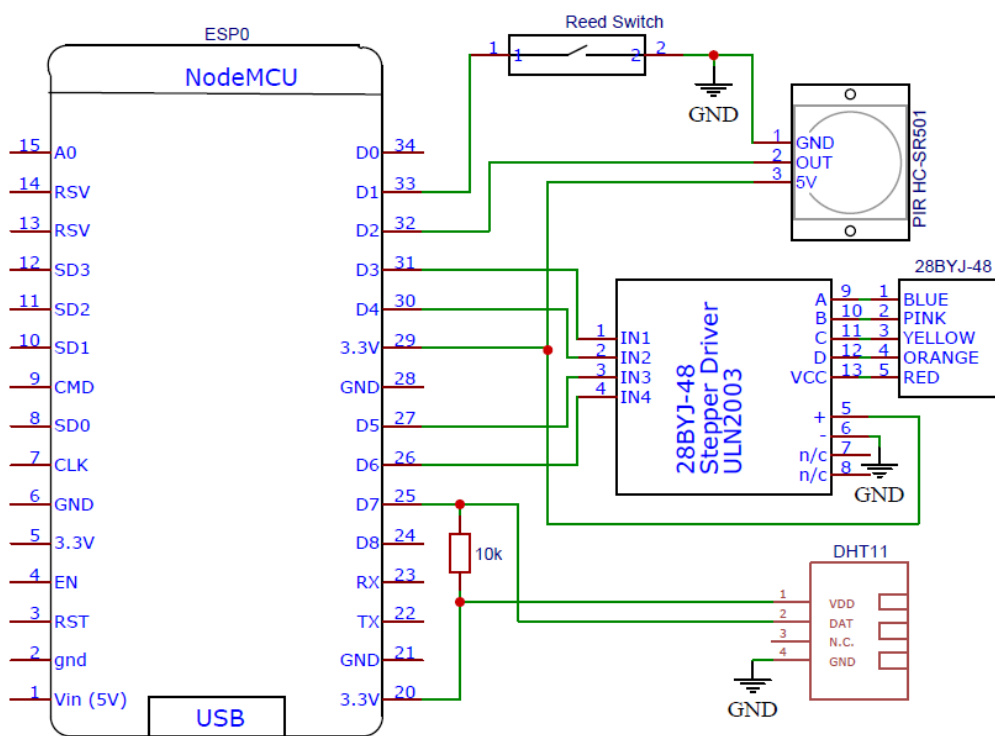 ESP0
NodeMCU
15 A0
14 RSV
13 RSV
12 SD3
11 SD2
10 SD1
9 CMD
8 SD0
7 CLK
6 GND
5 3.3V
4 EN
3 RST
2 gnd
1 Vin (5V)
D0 34
D1 33
D2 32
D3 31
D4 30
3.3V 29
GND 28
D5 27
D6 26
D7 25
D8 24
RX 23
TX 22
GND 21
3.3V 20
USB
Reed Switch
1 1 2 2
GND
1 GND
2 OUT
3 5V
PIR HC-SR501
1 IN1
2 IN2
3 IN3
4 IN4
28BYJ-48
Stepper Driver
ULN2003
A 9
B 10
C 11
D 12
VCC 13
+ 5
- 6
n/c 7
n/c 8
GND
28BYJ-48
1 BLUE
2 PINK
3 YELLOW
4 ORANGE
5 RED
10k
DHT11
1 VDD
2 DAT
3 N.C.
4 GND
GND